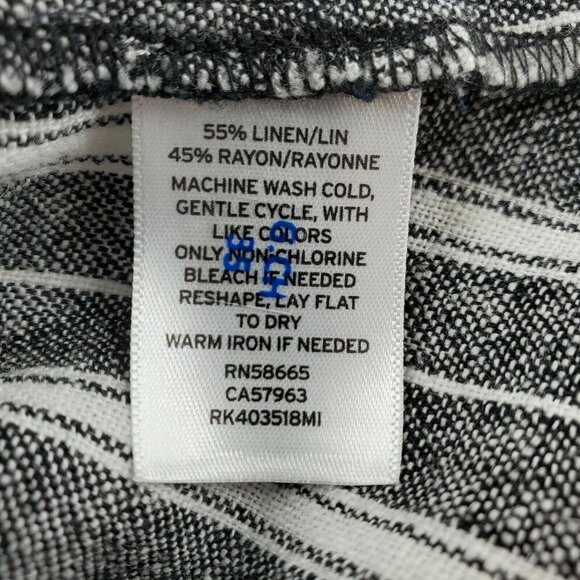 55% LINEN/LIN
45% RAYON/RAYONNE
MACHINE WASH COLD,
GENTLE CYCLE, WITH
LIKE COLORS
ONLY NON-CHLORINE
BLEACH IF NEEDED
RESHAPE, LAY FLAT
TO DRY
WARM IRON IF NEEDED
RN58665
CA57963
RK403518MI